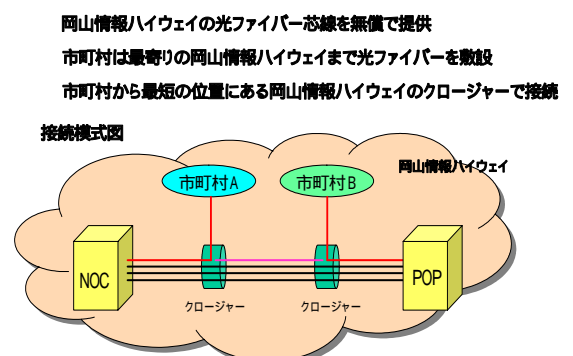 岡山情報ハイウェイの光ファイバー芯線を無償で提供
市町村は最寄りの岡山情報ハイウェイまで光ファイバーを敷設
市町村から最短の位置にある岡山情報ハイウェイのクロージャーで接続
接続模式図
岡山情報ハイウェイ
市町村A
市町村B
NOC
POP
クロージャー
クロージャー